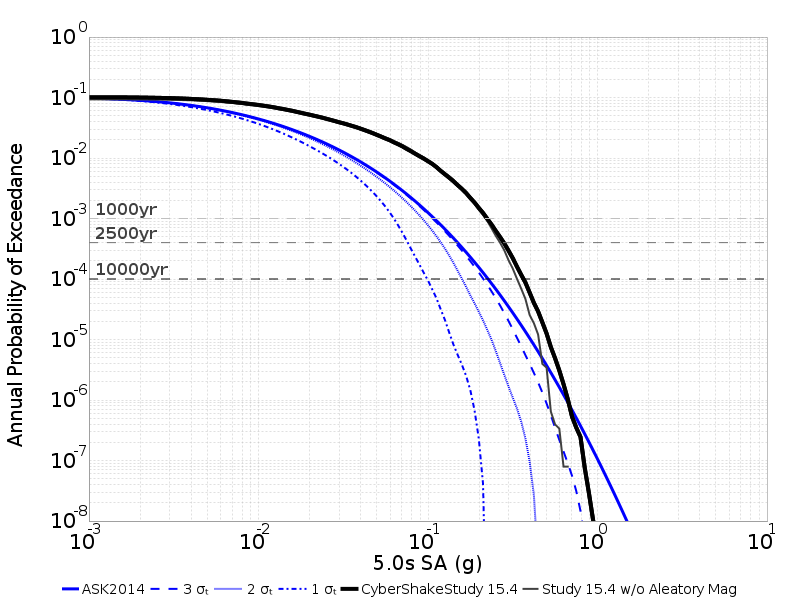 10^0
10^-1
10^-2
10^-3
10^-4
10^-5
10^-6
10^-7
10^-8
Annual Probability of Exceedance
1000yr
2500yr
10000yr
10^-3 10^-2 10^-1 10^0 10^1
5.0s SA (g)
ASK2014 3 σₜ 2 σₜ 1 σₜ CyberShakeStudy 15.4 Study 15.4 w/o Aleatory Mag